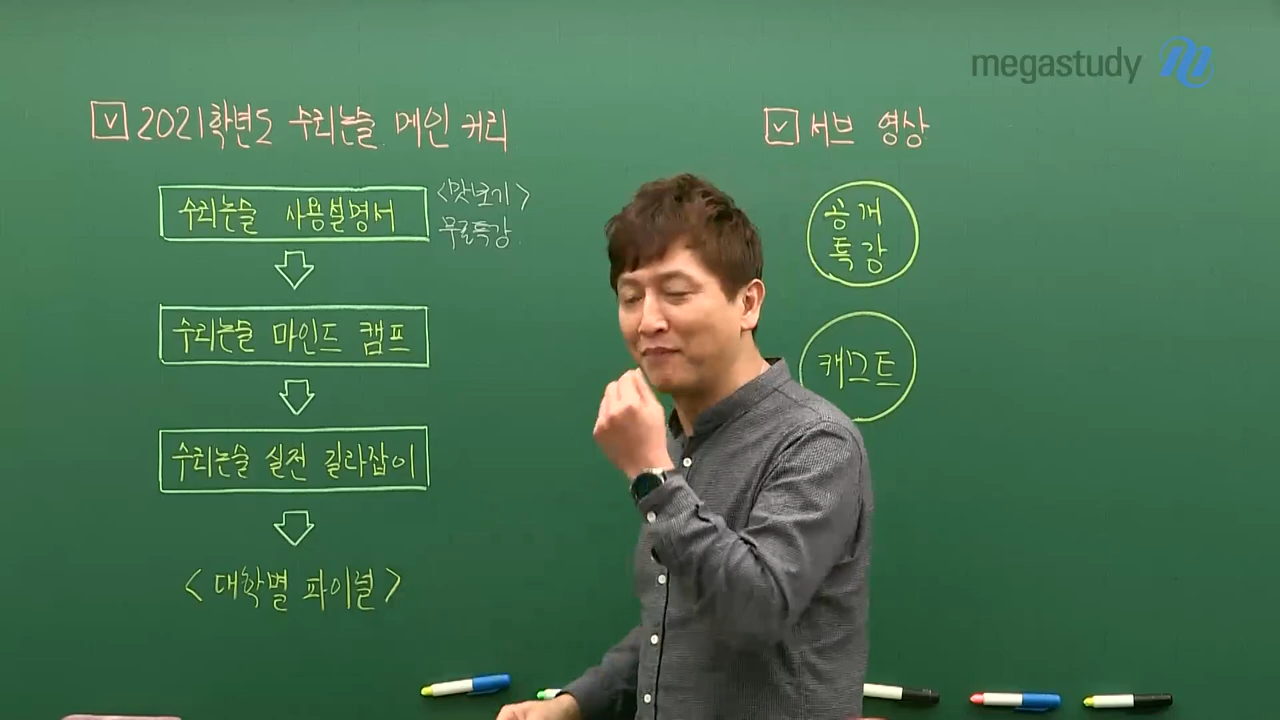 megastudy
2021학년도 수리논술 메인 커리
수리논술 사용설명서
<맛보기>
무료특강
수리논술 마인드 캠프
수리논술 실전 길라잡이
<대학별 파이널>
서브 영상
공개
특강
캐스트